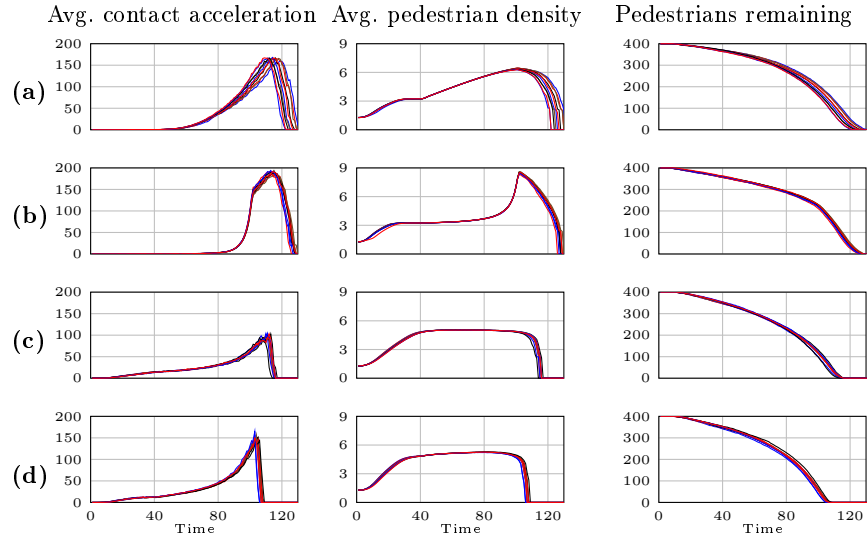 Avg. contact acceleration Avg. pedestrian density Pedestrians remaining
200 9 400
150 300
(a) 100 6 200
50 3 100
0 0 0
200 9 400
150 300
(b) 100 6 200
50 3 100
0 0 0
200 9 400
150 300
(c) 100 6 200
50 3 100
0 0 0
200 9 400
150 300
(d) 100 6 200
50 3 100
0 0 0
0 40 80 120 0 40 80 120 0 40 80 120
Time Time Time